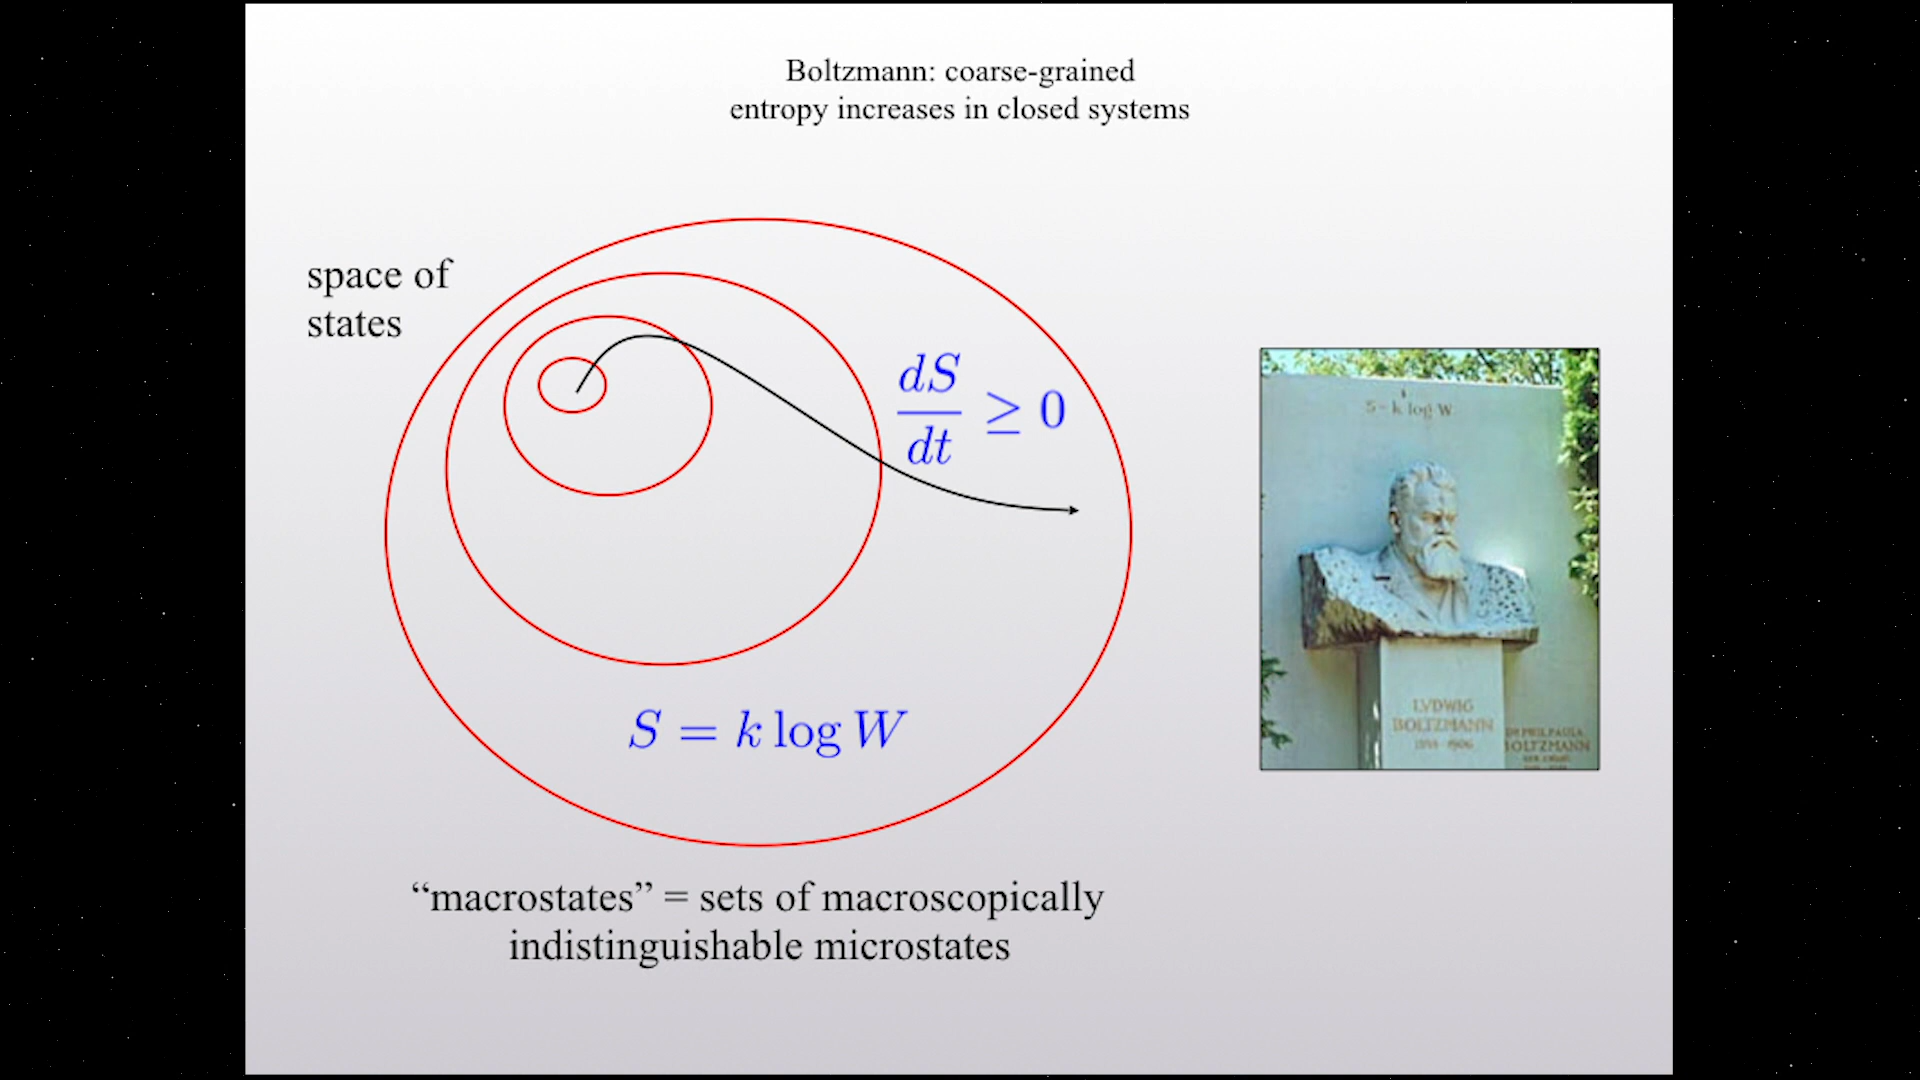 Boltzmann: coarse-grained
entropy increases in closed systems
space of
states
dS
dt
≥ 0
S = k log W
“macrostates” = sets of macroscopically
indistinguishable microstates
S = k log W
LVDWIG
BOLTZMANN
BOLTZMANN